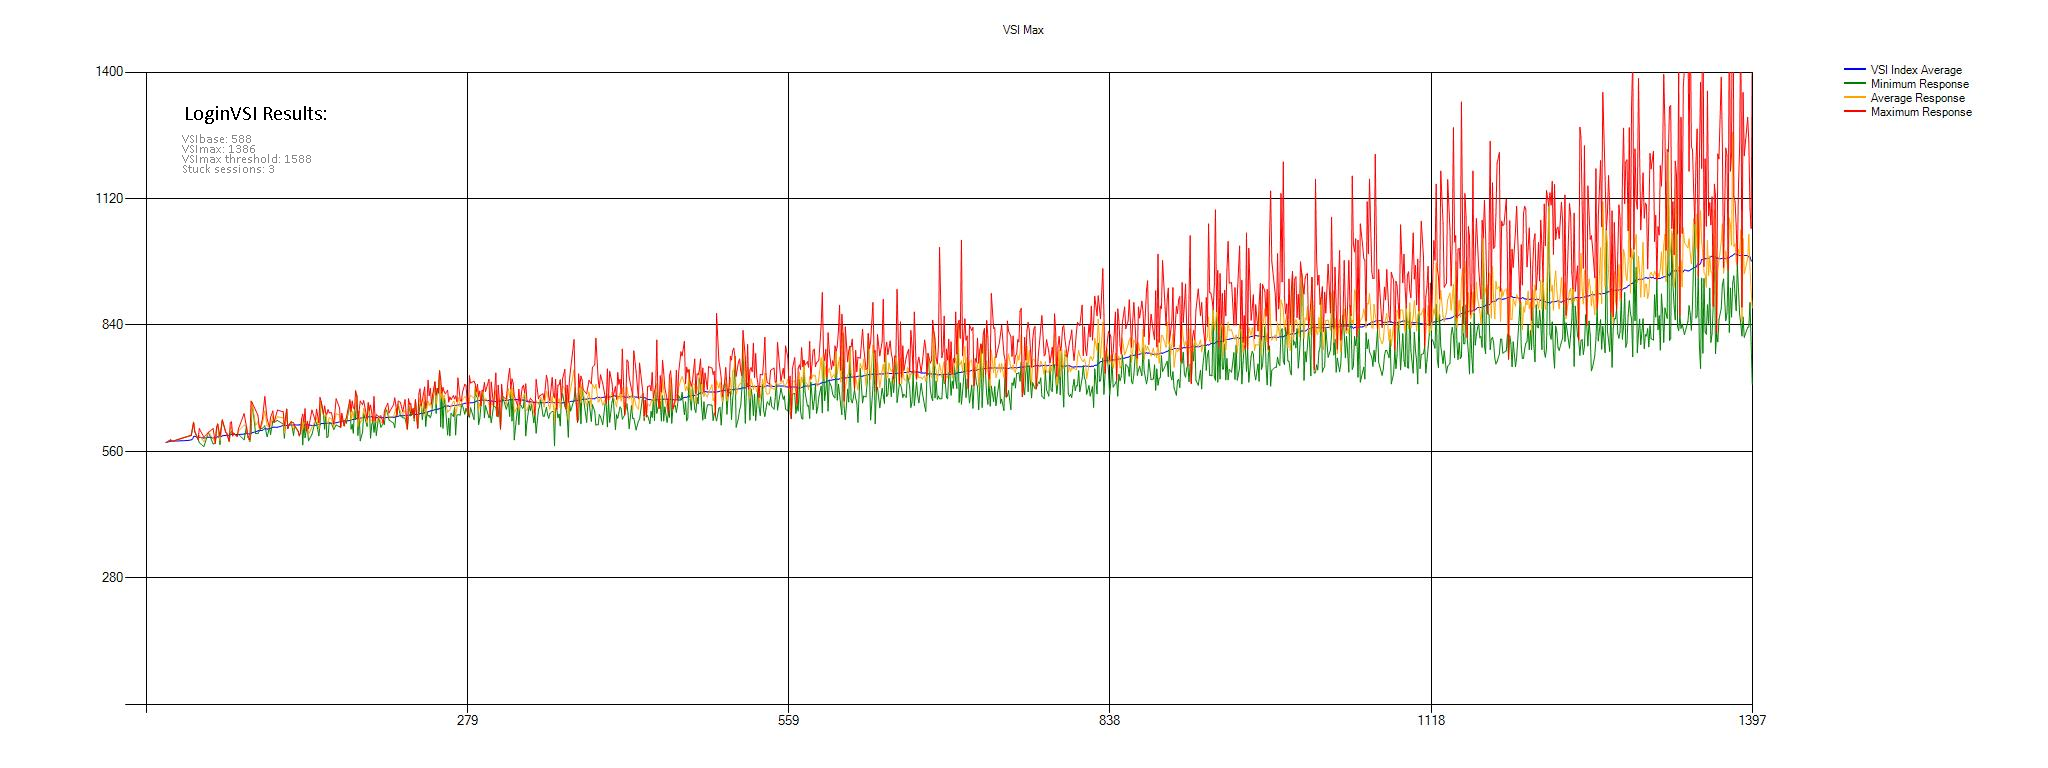 VSI Max
1400
1120
840
560
280
279
559
838
1118
1397
LoginVSI Results:
VSIbase: 588
VSImax: 1386
VSImax threshold: 1588
Stuck sessions: 3
VSI Index Average
Minimum Response
Average Response
Maximum Response